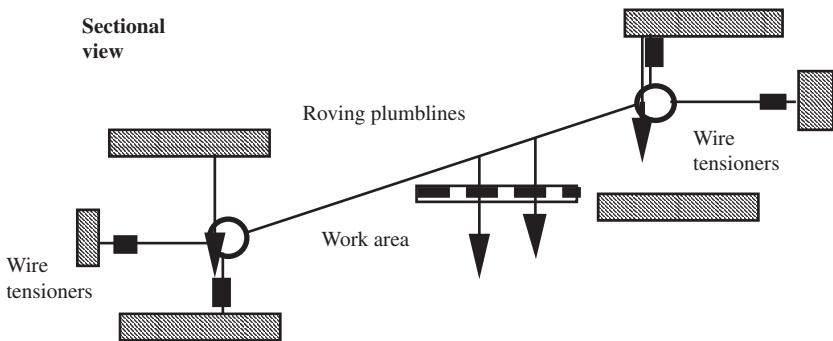 Sectional
view
Roving plumblines
Wire
tensioners
Work area
Wire
tensioners